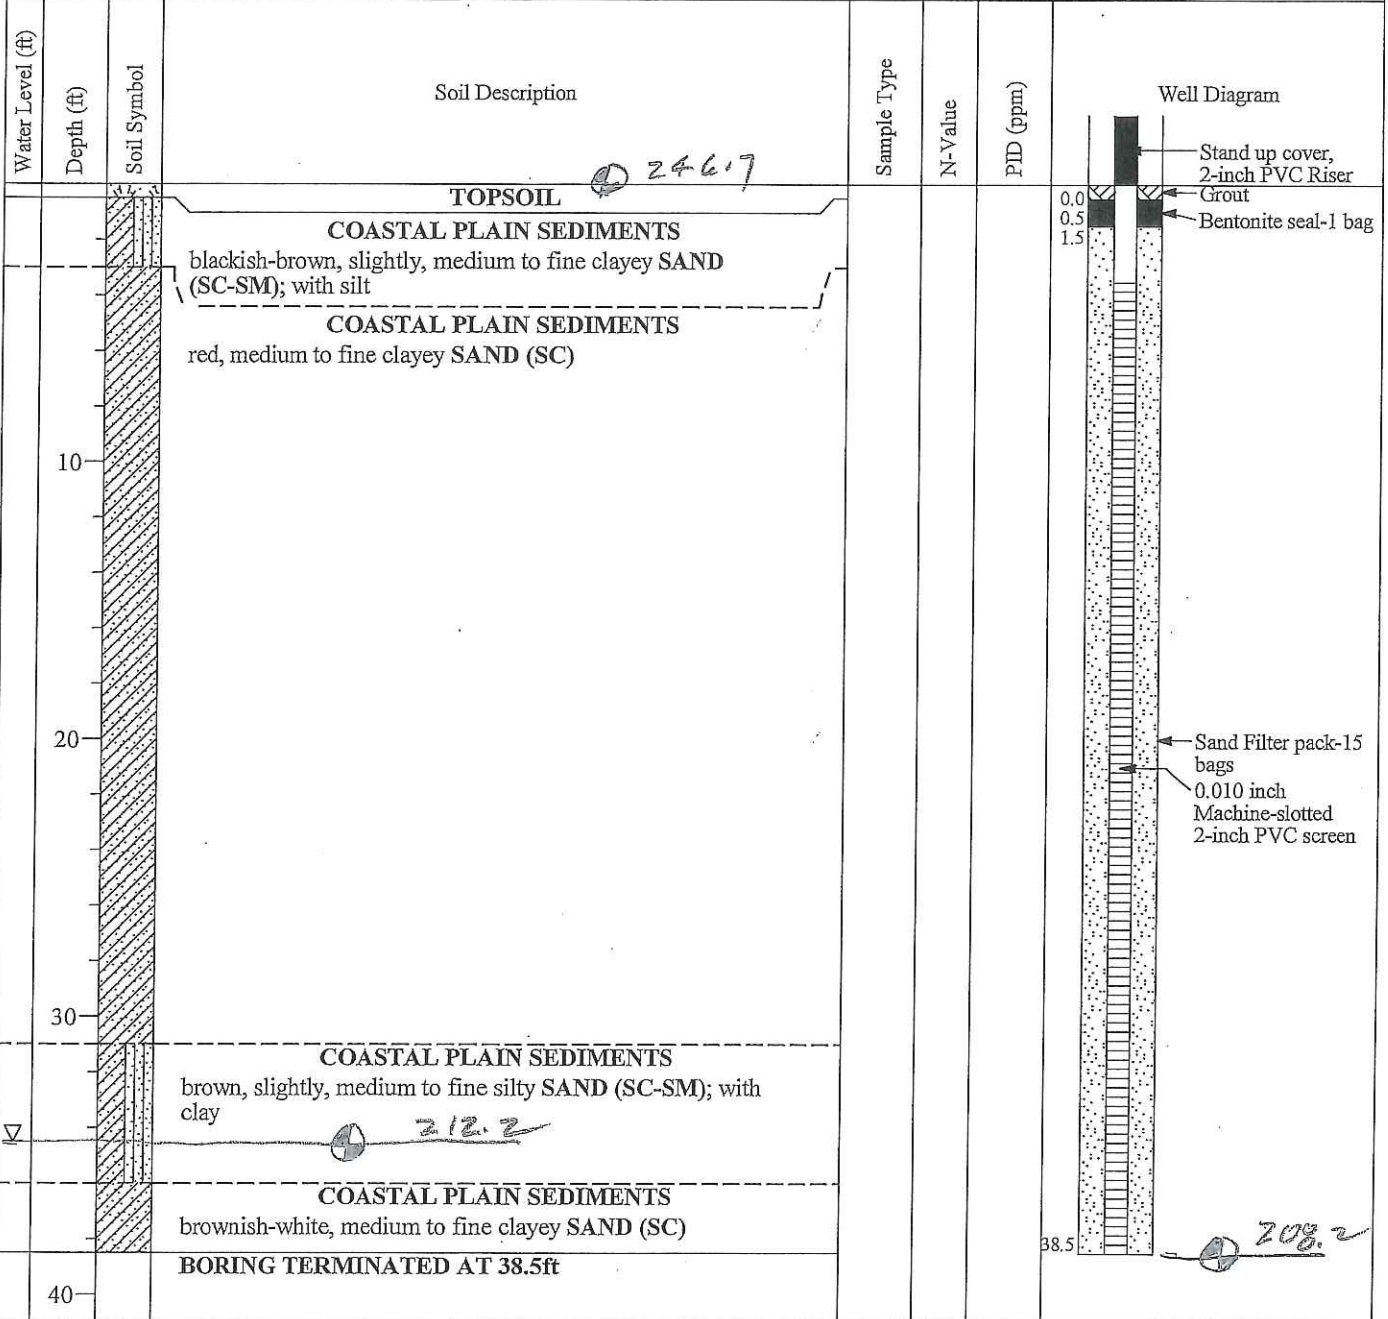 Water Level (ft)
Depth (ft)
Soil Symbol
Soil Description
Sample Type
N-Value
PID (ppm)
Well Diagram
246.7
Stand up cover,
2-inch PVC Riser
TOPSOIL
0.0
Grout
0.5
Bentonite seal-1 bag
1.5
COASTAL PLAIN SEDIMENTS
blackish-brown, slightly, medium to fine clayey SAND
(SC-SM); with silt
COASTAL PLAIN SEDIMENTS
red, medium to fine clayey SAND (SC)
10
20
Sand Filter pack-15
bags
0.010 inch
Machine-slotted
2-inch PVC screen
30
COASTAL PLAIN SEDIMENTS
brown, slightly, medium to fine silty SAND (SC-SM); with
clay
212.2
COASTAL PLAIN SEDIMENTS
brownish-white, medium to fine clayey SAND (SC)
38.5
208.2
BORING TERMINATED AT 38.5ft
40